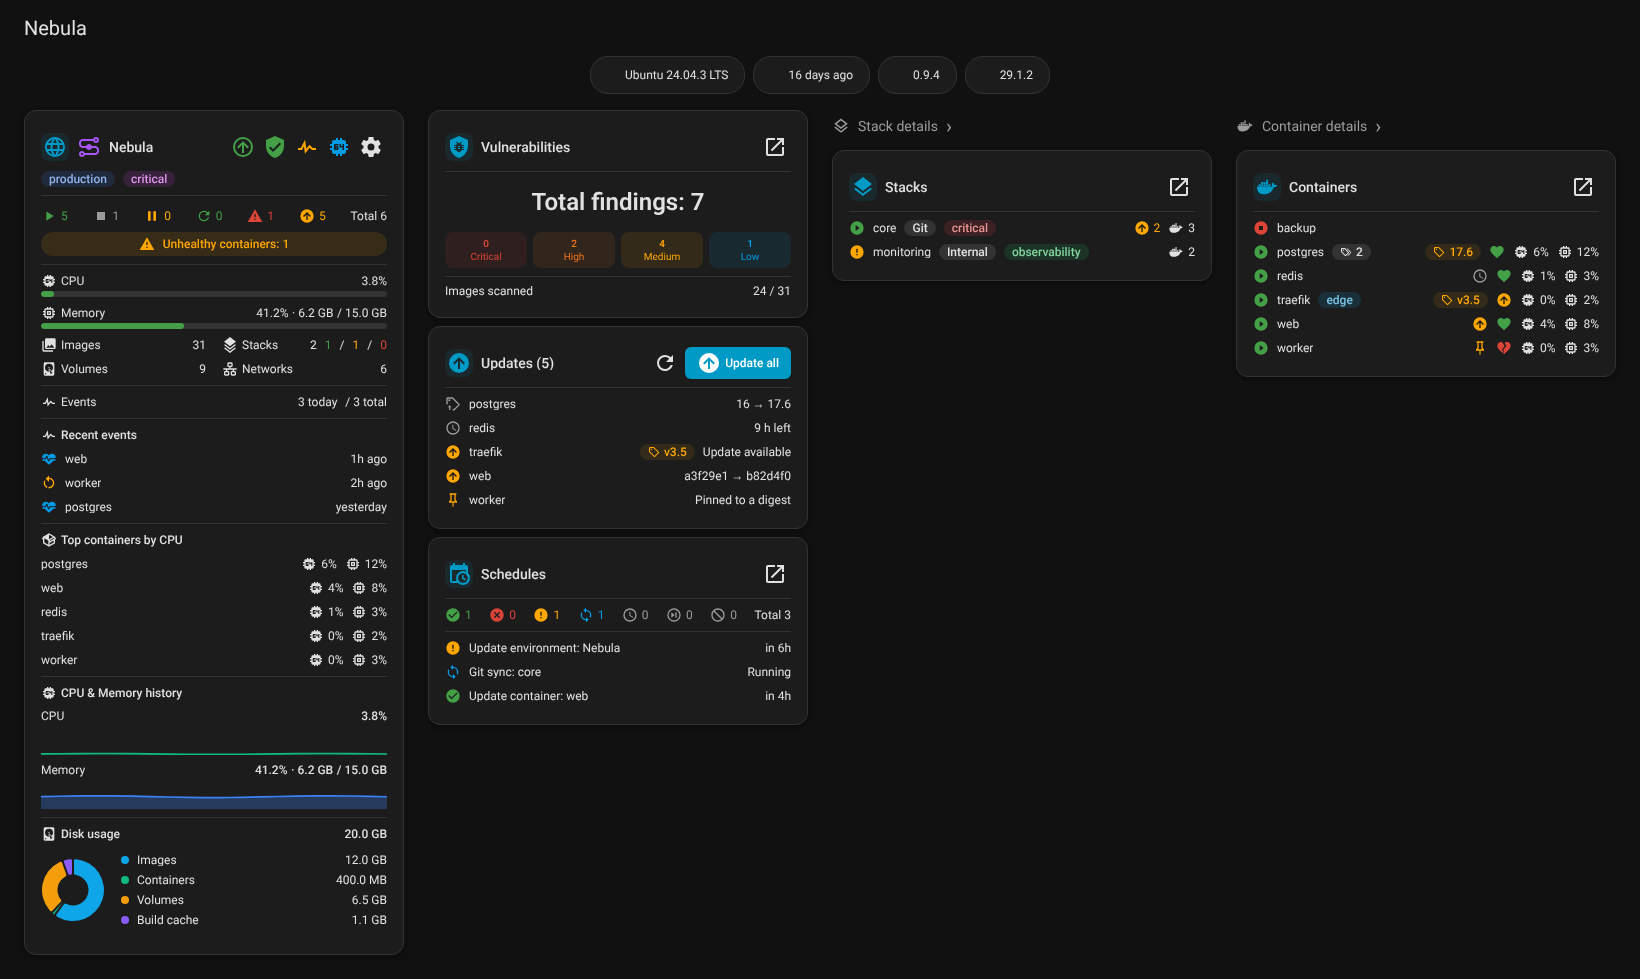 Nebula
Ubuntu 24.04.3 LTS
16 days ago
0.9.4
29.1.2
Nebula
production critical
5 1 0 0 1 5 Total 6
Unhealthy containers: 1
CPU 3.8%
Memory 41.2% · 6.2 GB / 15.0 GB
Images 31 Stacks 2 1 / 1 / 0
Volumes 9 Networks 6
Events 3 today / 3 total
Recent events
web 1h ago
worker 2h ago
postgres yesterday
Top containers by CPU
postgres 6% 12%
web 4% 8%
redis 1% 3%
traefik 0% 2%
worker 0% 3%
CPU & Memory history
CPU 3.8%
Memory 41.2% · 6.2 GB / 15.0 GB
Disk usage 20.0 GB
Images 12.0 GB
Containers 400.0 MB
Volumes 6.5 GB
Build cache 1.1 GB
Vulnerabilities
Total findings: 7
0 Critical
2 High
4 Medium
1 Low
Images scanned 24 / 31
Updates (5) Update all
postgres 16 → 17.6
redis 9 h left
traefik v3.5 Update available
web a3f29e1 → b82d4f0
worker Pinned to a digest
Schedules
1 0 1 1 0 0 0 Total 3
Update environment: Nebula in 6h
Git sync: core Running
Update container: web in 4h
Stack details ›
Stacks
core Git critical 2 3
monitoring Internal observability 2
Container details ›
Containers
backup
postgres 2 17.6 6% 12%
redis 1% 3%
traefik edge v3.5 0% 2%
web 4% 8%
worker 0% 3%